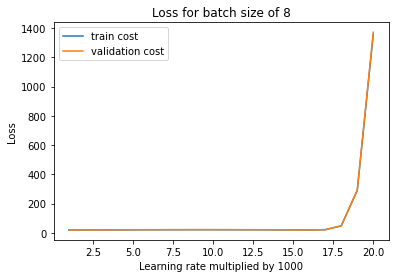 Loss for batch size of 8
train cost
validation cost
Loss
1400
1200
1000
800
600
400
200
0
2.5 5.0 7.5 10.0 12.5 15.0 17.5 20.0
Learning rate multiplied by 1000